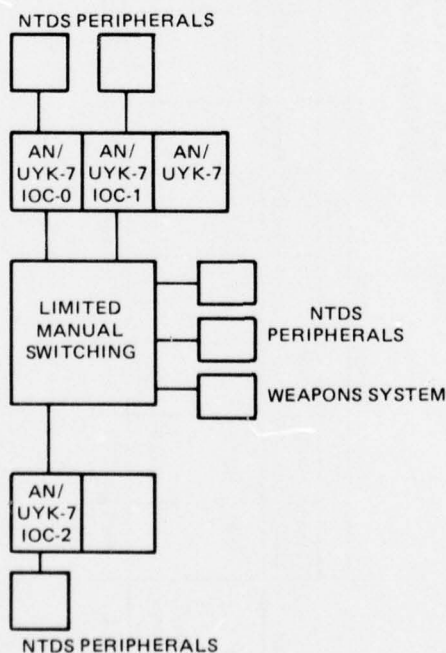 NTDS PERIPHERALS
AN/
UYK-7
IOC-0
AN/
UYK-7
IOC-1
AN/
UYK-7
LIMITED
MANUAL
SWITCHING
NTDS
PERIPHERALS
WEAPONS SYSTEM
AN/
UYK-7
IOC-2
NTDS PERIPHERALS